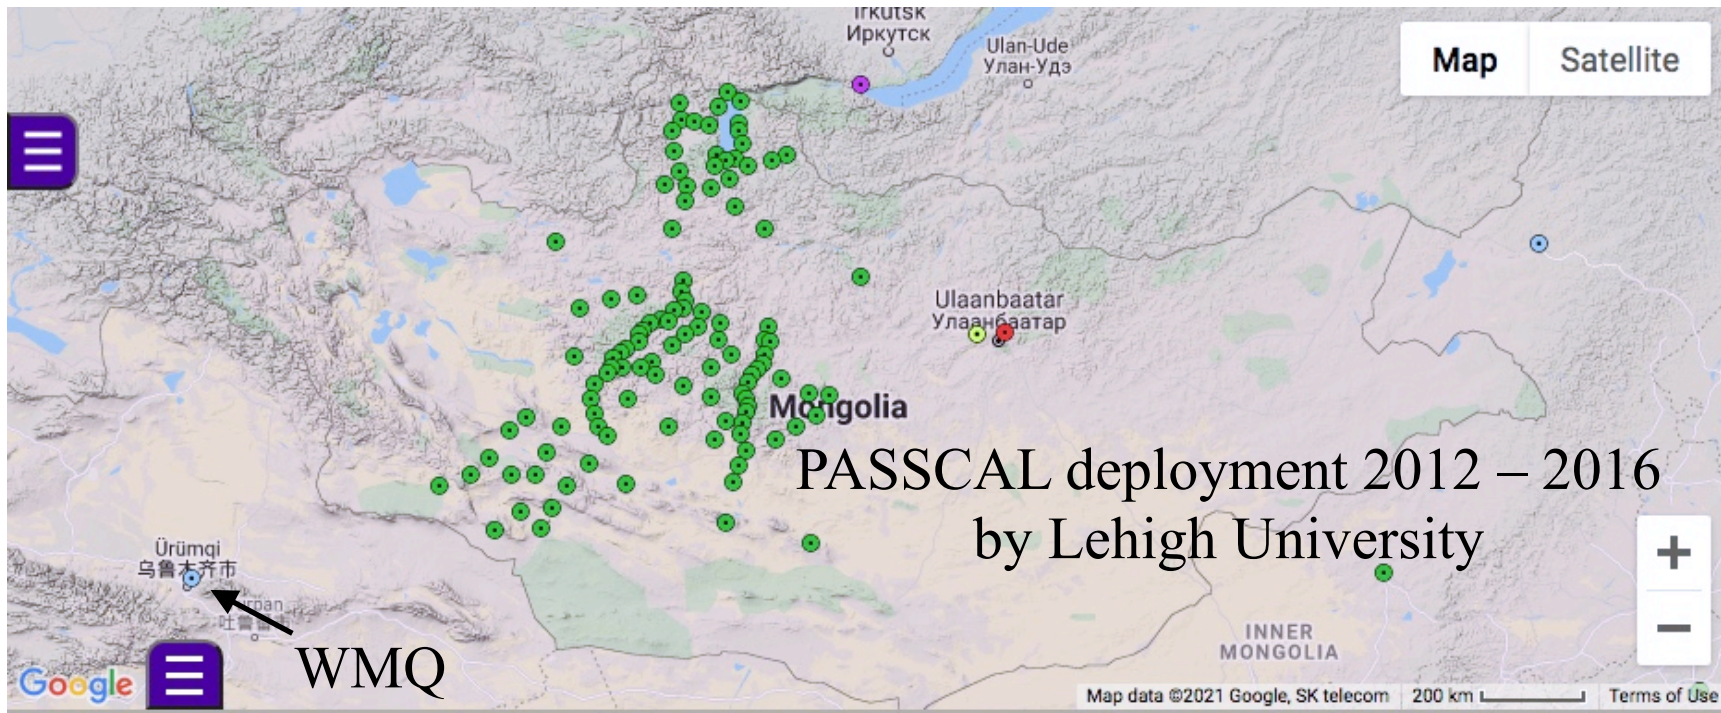 Irkutsk
Иркутск
Ulan-Ude
Улан-Удэ
Map
Satellite
Ulaanbaatar
Улаанбаатар
Mongolia
PASSCAL deployment 2012 – 2016
by Lehigh University
Ürümqi
乌鲁木齐市
WMQ
INNER
MONGOLIA
Google
Map data ©2021 Google, SK telecom
200 km
Terms of Use